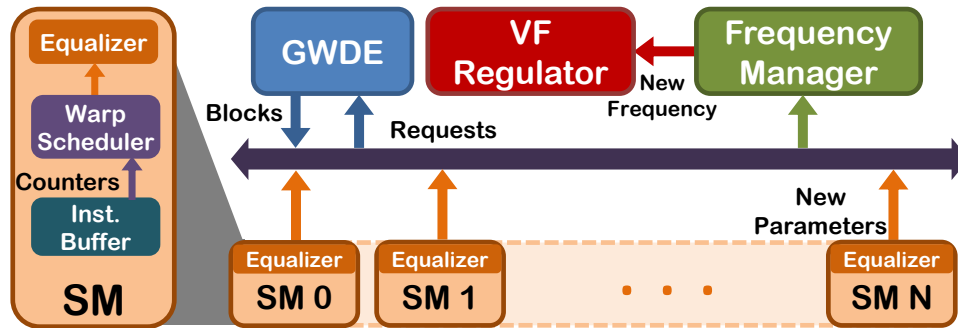 Equalizer
Warp
Scheduler
Counters
Inst.
Buffer
SM
GWDE
VF
Regulator
Frequency
Manager
New
Frequency
Blocks
Requests
New
Parameters
Equalizer
SM 0
Equalizer
SM 1
. . .
Equalizer
SM N